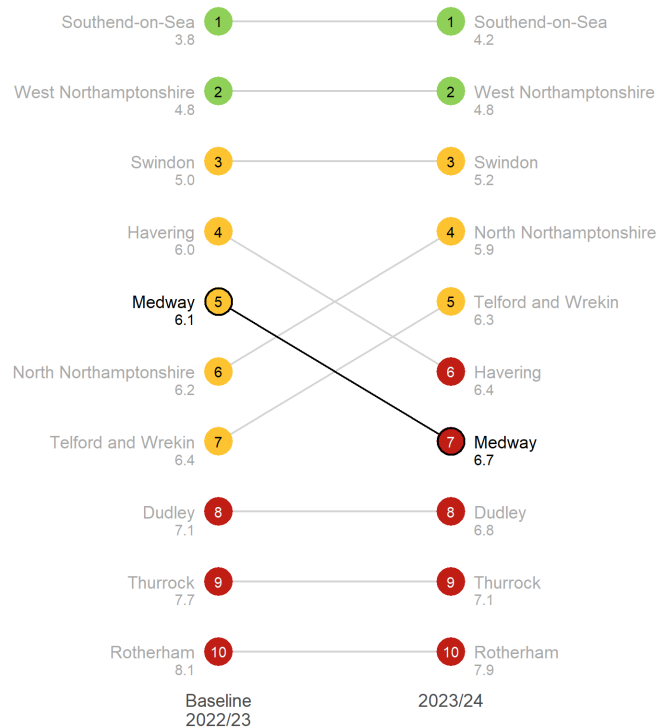 Southend-on-Sea 1 1 Southend-on-Sea
3.8 4.2
West Northamptonshire 2 2 West Northamptonshire
4.8 4.8
Swindon 3 3 Swindon
5.0 5.2
Havering 4 4 North Northamptonshire
6.0 5.9
Medway 5 5 Telford and Wrekin
6.1 6.3
North Northamptonshire 6 6 Havering
6.2 6.4
Telford and Wrekin 7 7 Medway
6.4 6.7
Dudley 8 8 Dudley
7.1 6.8
Thurrock 9 9 Thurrock
7.7 7.1
Rotherham 10 10 Rotherham
8.1 7.9
Baseline 2023/24
2022/23